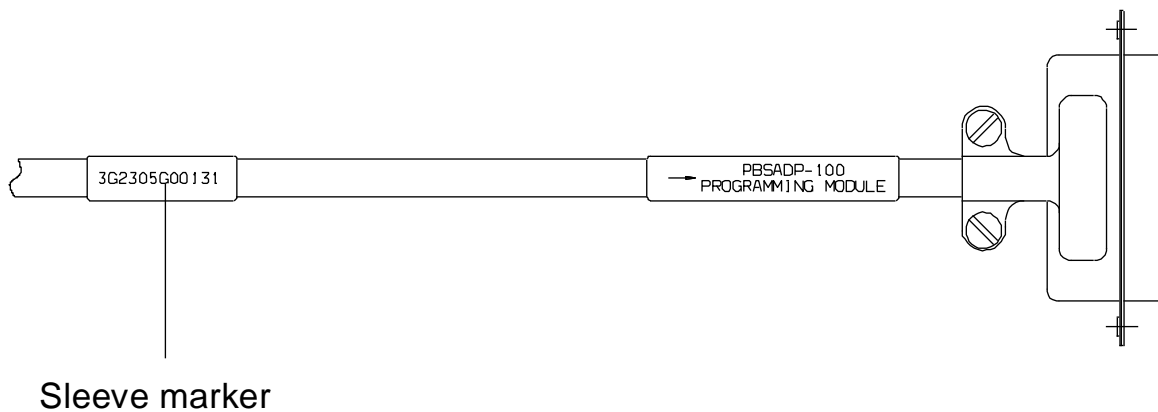 3G2305G00131
PBSADP-100
PROGRAMMING MODULE
Sleeve marker